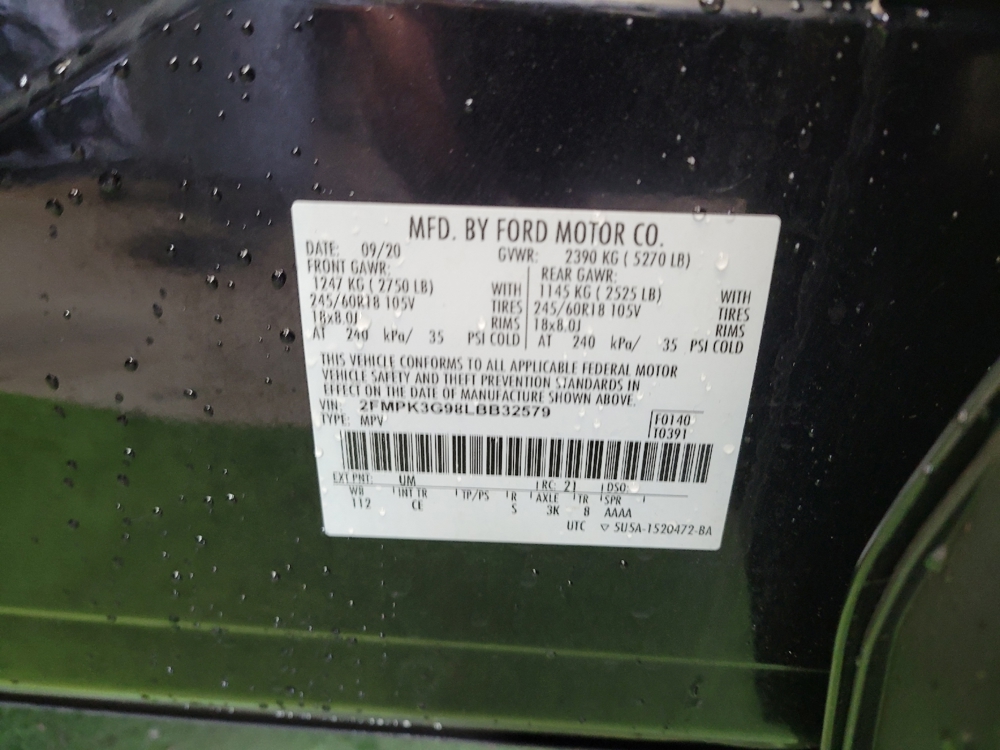 MFD. BY FORD MOTOR CO.
DATE: 09/20 GVWR: 2390 KG ( 5270 LB)
FRONT GAWR: REAR GAWR:
1247 KG ( 2750 LB) WITH 1145 KG ( 2525 LB) WITH
245/60R18 105V TIRES 245/60R18 105V TIRES
18x8.0J RIMS 18x8.0J RIMS
AT 240 kPa/ 35 PSI COLD AT 240 kPa/ 35 PSI COLD
THIS VEHICLE CONFORMS TO ALL APPLICABLE FEDERAL MOTOR
VEHICLE SAFETY AND THEFT PREVENTION STANDARDS IN
EFFECT ON THE DATE OF MANUFACTURE SHOWN ABOVE.
VIN: 2FMPK3G98LBB32579
TYPE: MPV
F0140
T0391
EXT PNT: UM RC: 21 DSO:
WB INT TR TP/PS R AXLE TR SPR
112 CE S 3K 8 AAAA
UTC ▽ 5U5A-1520472-BA